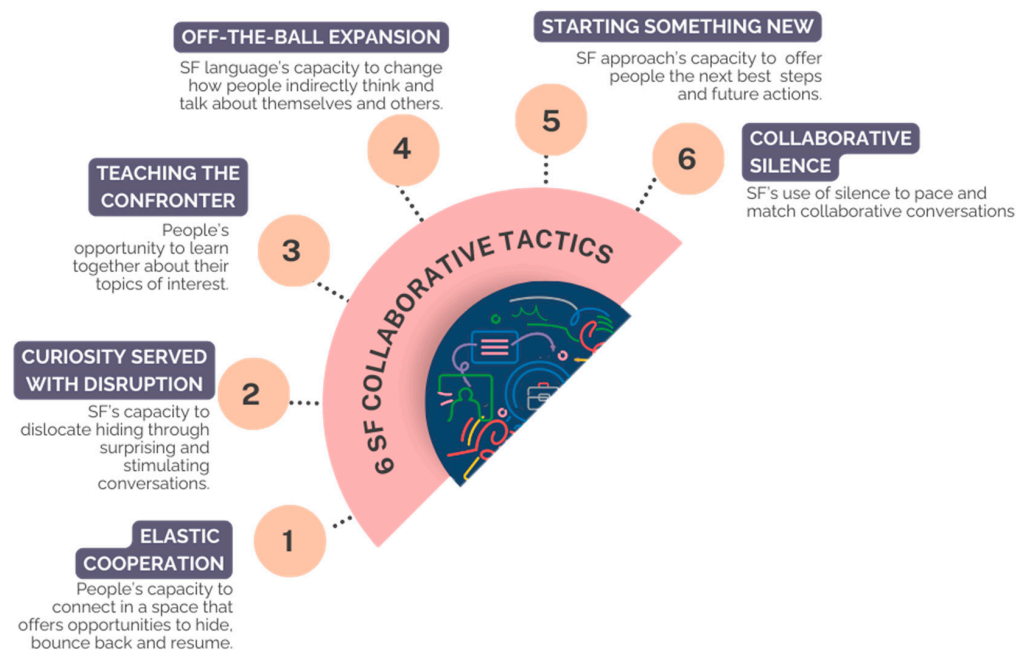 6 SF COLLABORATIVE TACTICS
1
ELASTIC
COOPERATION
People's capacity to
connect in a space that
offers opportunities to hide,
bounce back and resume.
2
CURIOSITY SERVED
WITH DISRUPTION
SF's capacity to
dislocate hiding through
surprising and
stimulating
conversations.
3
TEACHING THE
CONFRONTER
People's
opportunity to learn
together about their
topics of interest.
4
OFF-THE-BALL EXPANSION
SF language's capacity to change
how people indirectly think and
talk about themselves and others.
5
STARTING SOMETHING NEW
SF approach's capacity to offer
people the next best steps
and future actions.
6
COLLABORATIVE
SILENCE
SF's use of silence to pace and
match collaborative conversations